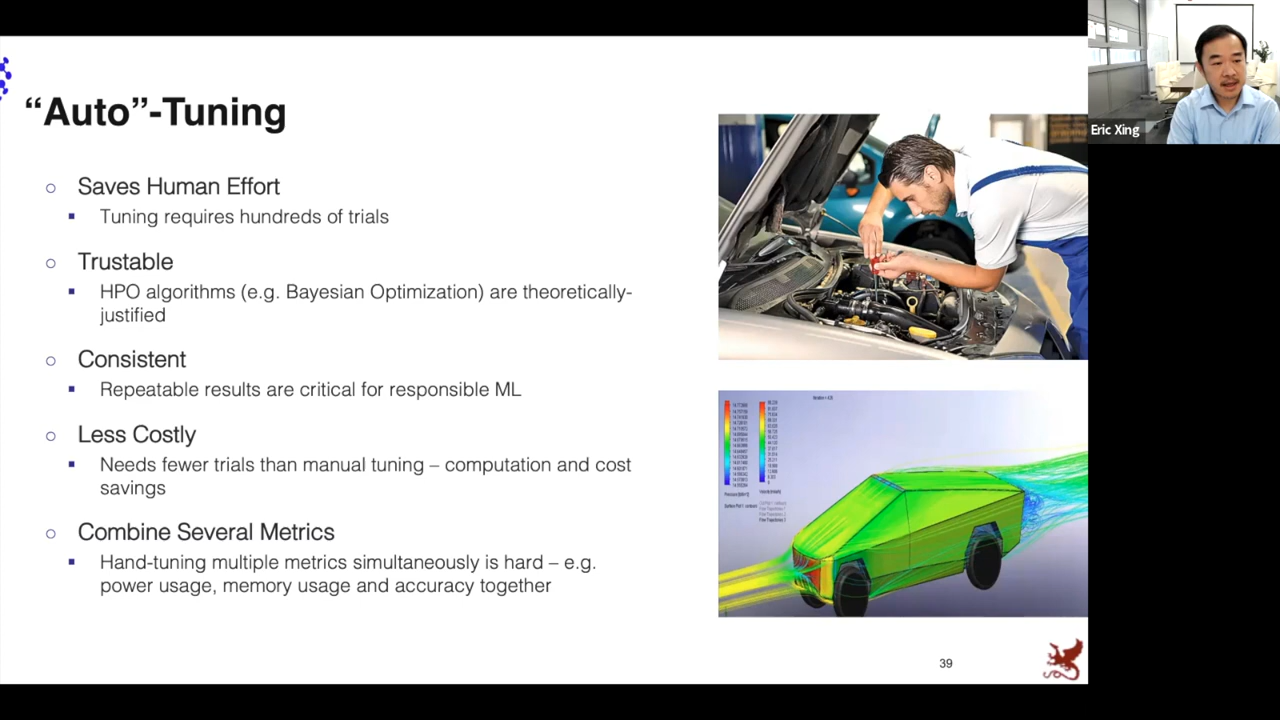 “Auto”-Tuning
○ Saves Human Effort
▪ Tuning requires hundreds of trials
○ Trustable
▪ HPO algorithms (e.g. Bayesian Optimization) are theoretically-
justified
○ Consistent
▪ Repeatable results are critical for responsible ML
○ Less Costly
▪ Needs fewer trials than manual tuning – computation and cost
savings
○ Combine Several Metrics
▪ Hand-tuning multiple metrics simultaneously is hard – e.g.
power usage, memory usage and accuracy together
39
Eric Xing